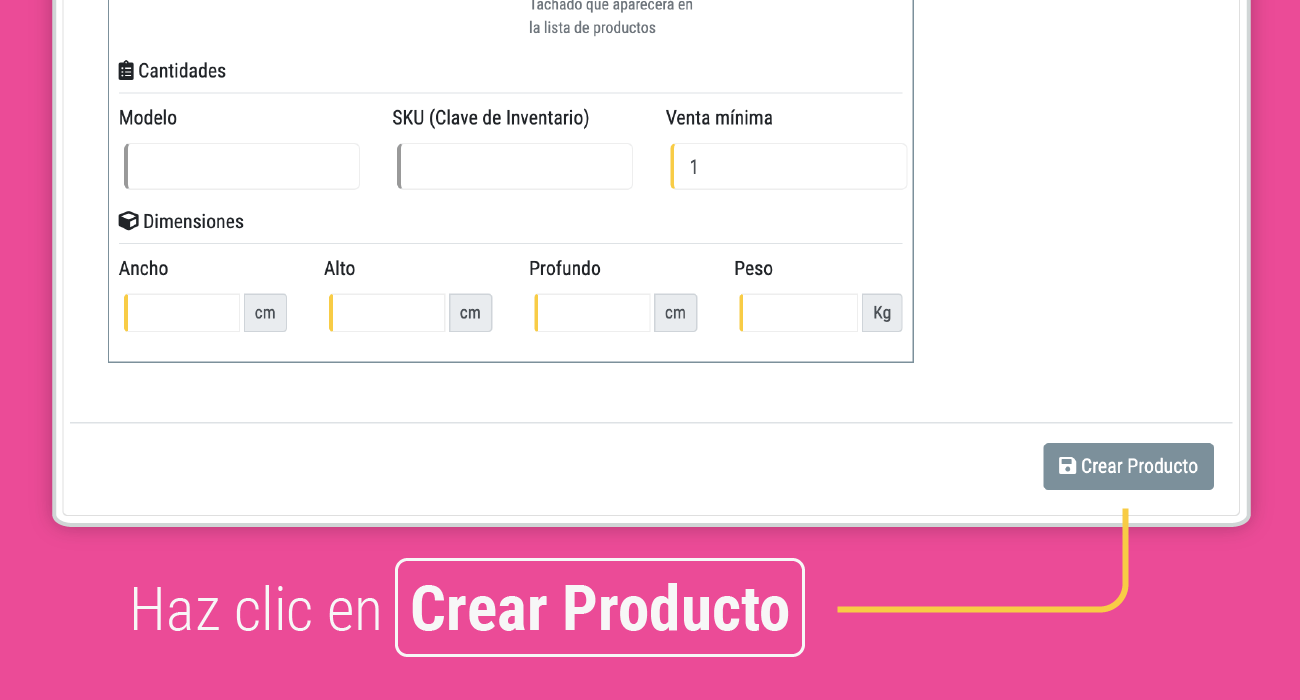 Tachado que aparecerá en
la lista de productos
Cantidades
Modelo SKU (Clave de Inventario) Venta mínima
1
Dimensiones
Ancho Alto Profundo Peso
cm cm cm Kg
Crear Producto
Haz clic en Crear Producto